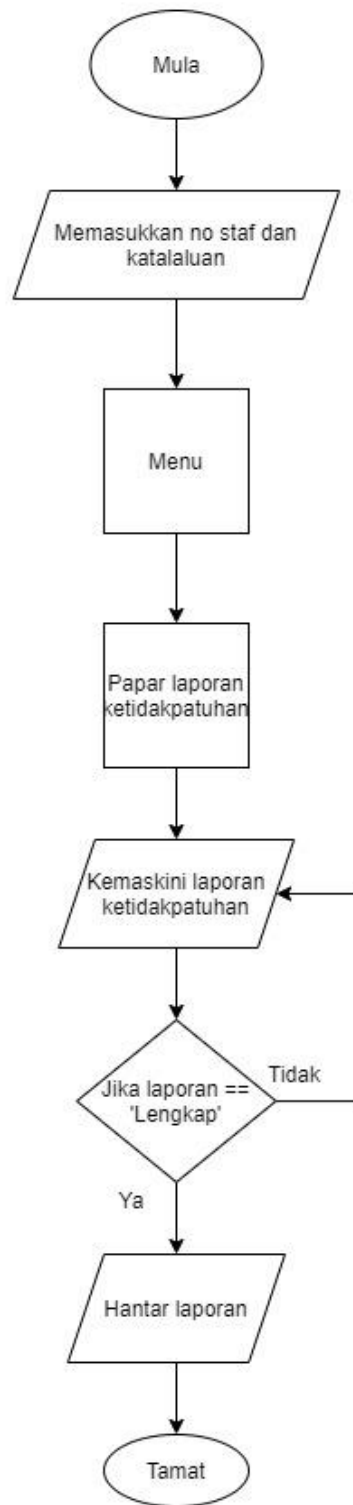 Mula
Memasukkan no staf dan
katalaluan
Menu
Papar laporan
ketidakpatuhan
Kemaskini laporan
ketidakpatuhan
Jika laporan ==
'Lengkap'
Tidak
Ya
Hantar laporan
Tamat